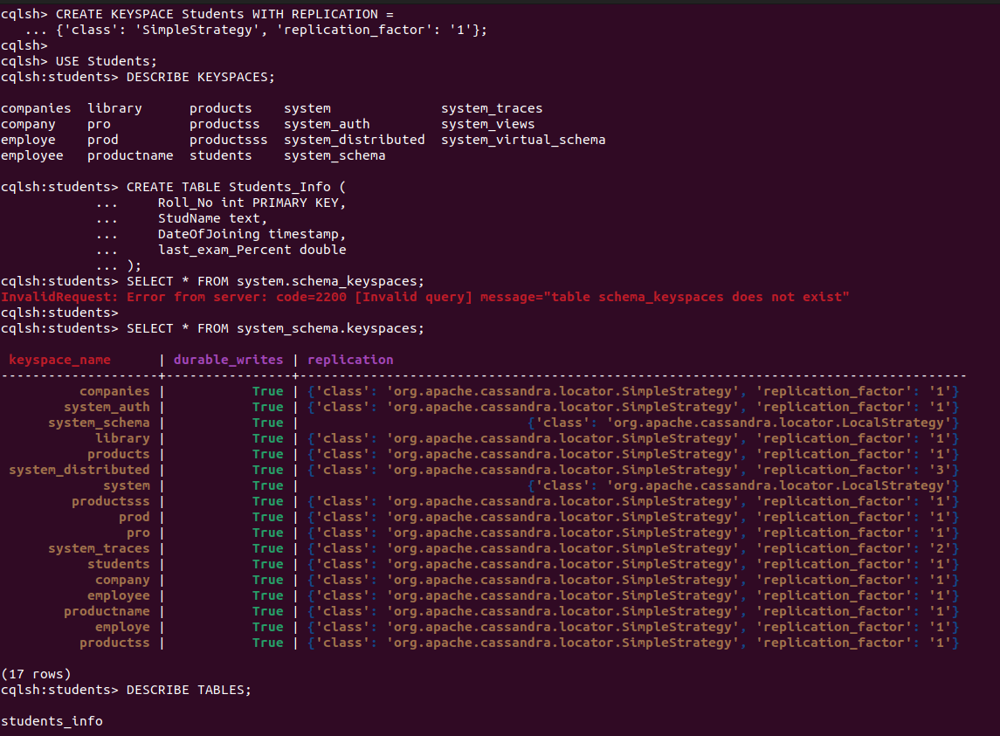 cqlsh> CREATE KEYSPACE Students WITH REPLICATION =
   ... {'class': 'SimpleStrategy', 'replication_factor': '1'};
cqlsh>
cqlsh> USE Students;
cqlsh:students> DESCRIBE KEYSPACES;

companies  library      products    system              system_traces
company    pro          productss   system_auth         system_views
employe    prod         productsss  system_distributed  system_virtual_schema
employee   productname  students    system_schema

cqlsh:students> CREATE TABLE Students_Info (
            ...     Roll_No int PRIMARY KEY,
            ...     StudName text,
            ...     DateOfJoining timestamp,
            ...     last_exam_Percent double
            ... );
cqlsh:students> SELECT * FROM system.schema_keyspaces;
InvalidRequest: Error from server: code=2200 [Invalid query] message="table schema_keyspaces does not exist"
cqlsh:students>
cqlsh:students> SELECT * FROM system_schema.keyspaces;

 keyspace_name      | durable_writes | replication
--------------------+----------------+-------------------------------------------------------------------------------------
          companies |           True | {'class': 'org.apache.cassandra.locator.SimpleStrategy', 'replication_factor': '1'}
        system_auth |           True | {'class': 'org.apache.cassandra.locator.SimpleStrategy', 'replication_factor': '1'}
      system_schema |           True |                             {'class': 'org.apache.cassandra.locator.LocalStrategy'}
            library |           True | {'class': 'org.apache.cassandra.locator.SimpleStrategy', 'replication_factor': '1'}
           products |           True | {'class': 'org.apache.cassandra.locator.SimpleStrategy', 'replication_factor': '1'}
 system_distributed |           True | {'class': 'org.apache.cassandra.locator.SimpleStrategy', 'replication_factor': '3'}
             system |           True |                             {'class': 'org.apache.cassandra.locator.LocalStrategy'}
         productsss |           True | {'class': 'org.apache.cassandra.locator.SimpleStrategy', 'replication_factor': '1'}
               prod |           True | {'class': 'org.apache.cassandra.locator.SimpleStrategy', 'replication_factor': '1'}
                pro |           True | {'class': 'org.apache.cassandra.locator.SimpleStrategy', 'replication_factor': '1'}
      system_traces |           True | {'class': 'org.apache.cassandra.locator.SimpleStrategy', 'replication_factor': '2'}
           students |           True | {'class': 'org.apache.cassandra.locator.SimpleStrategy', 'replication_factor': '1'}
            company |           True | {'class': 'org.apache.cassandra.locator.SimpleStrategy', 'replication_factor': '1'}
           employee |           True | {'class': 'org.apache.cassandra.locator.SimpleStrategy', 'replication_factor': '1'}
        productname |           True | {'class': 'org.apache.cassandra.locator.SimpleStrategy', 'replication_factor': '1'}
            employe |           True | {'class': 'org.apache.cassandra.locator.SimpleStrategy', 'replication_factor': '1'}
          productss |           True | {'class': 'org.apache.cassandra.locator.SimpleStrategy', 'replication_factor': '1'}

(17 rows)
cqlsh:students> DESCRIBE TABLES;

students_info